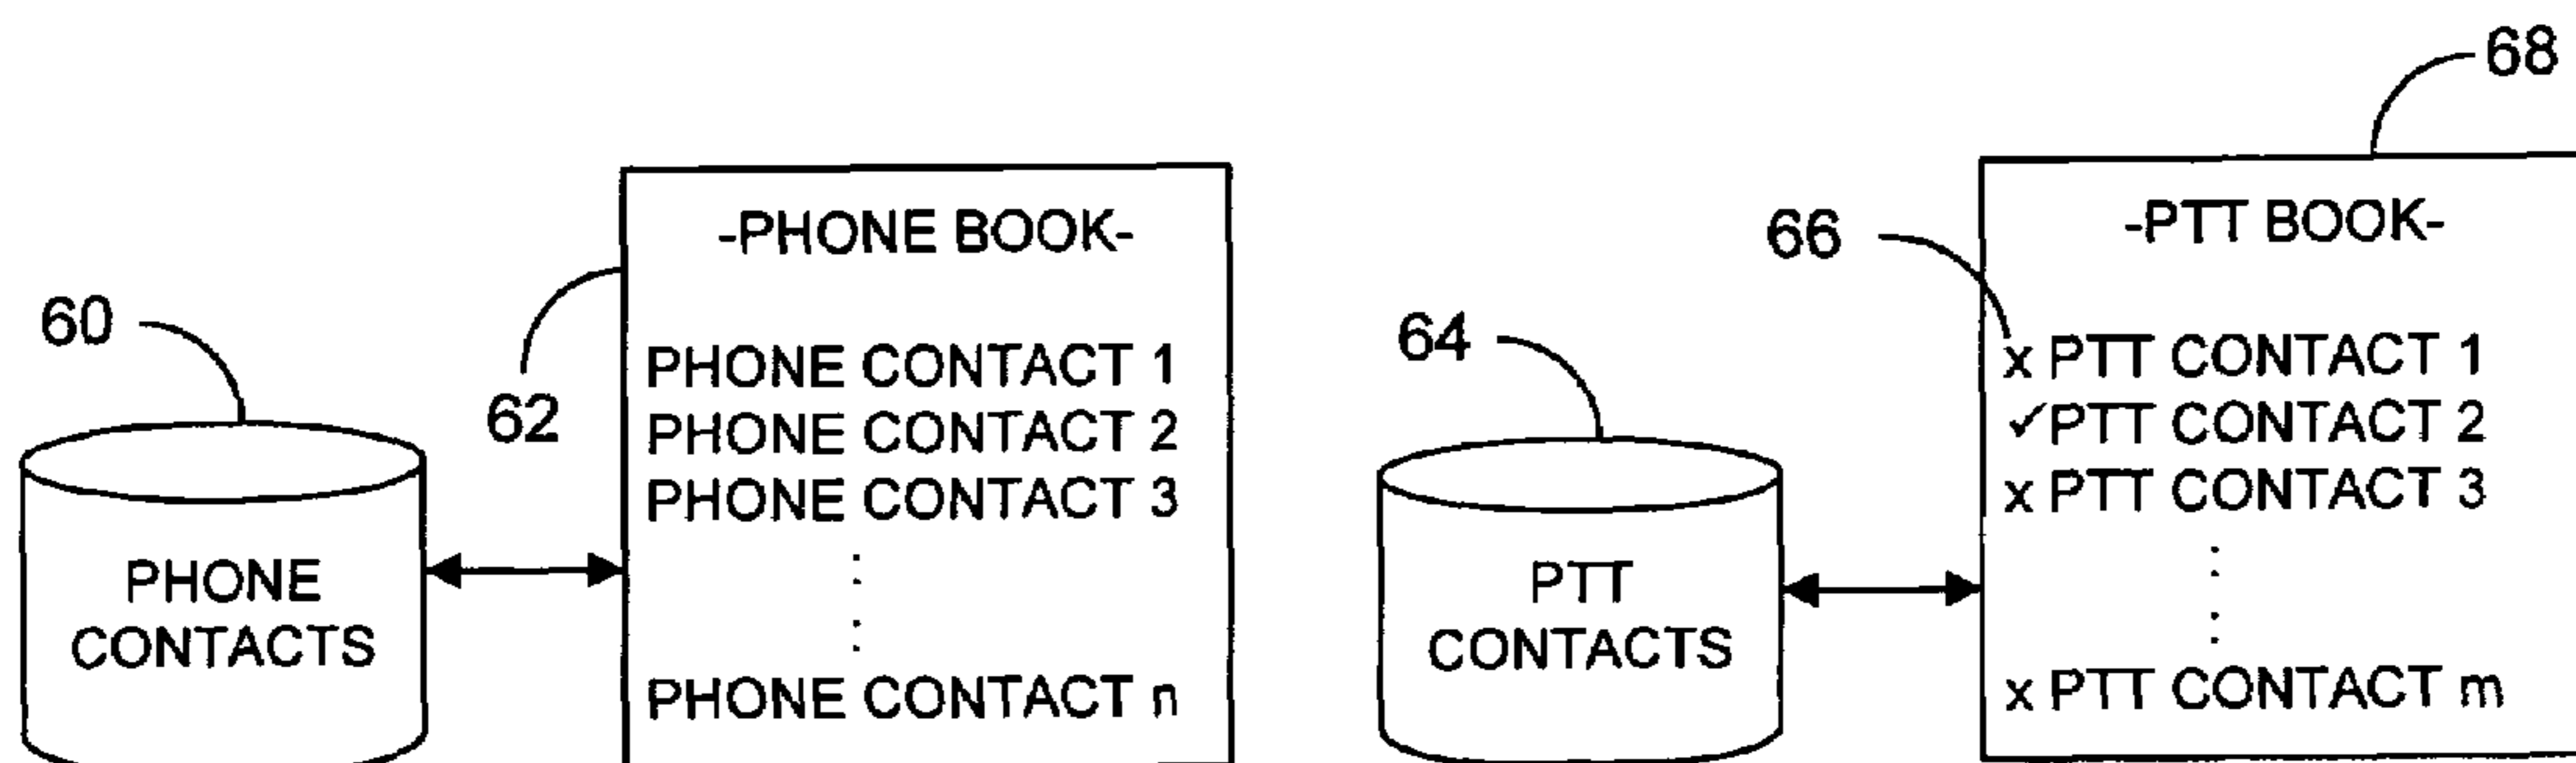 60
PHONE
CONTACTS
62
-PHONE BOOK-
PHONE CONTACT 1
PHONE CONTACT 2
PHONE CONTACT 3
PHONE CONTACT n
64
PTT
CONTACTS
66
68
-PTT BOOK-
x PTT CONTACT 1
✓PTT CONTACT 2
x PTT CONTACT 3
x PTT CONTACT m